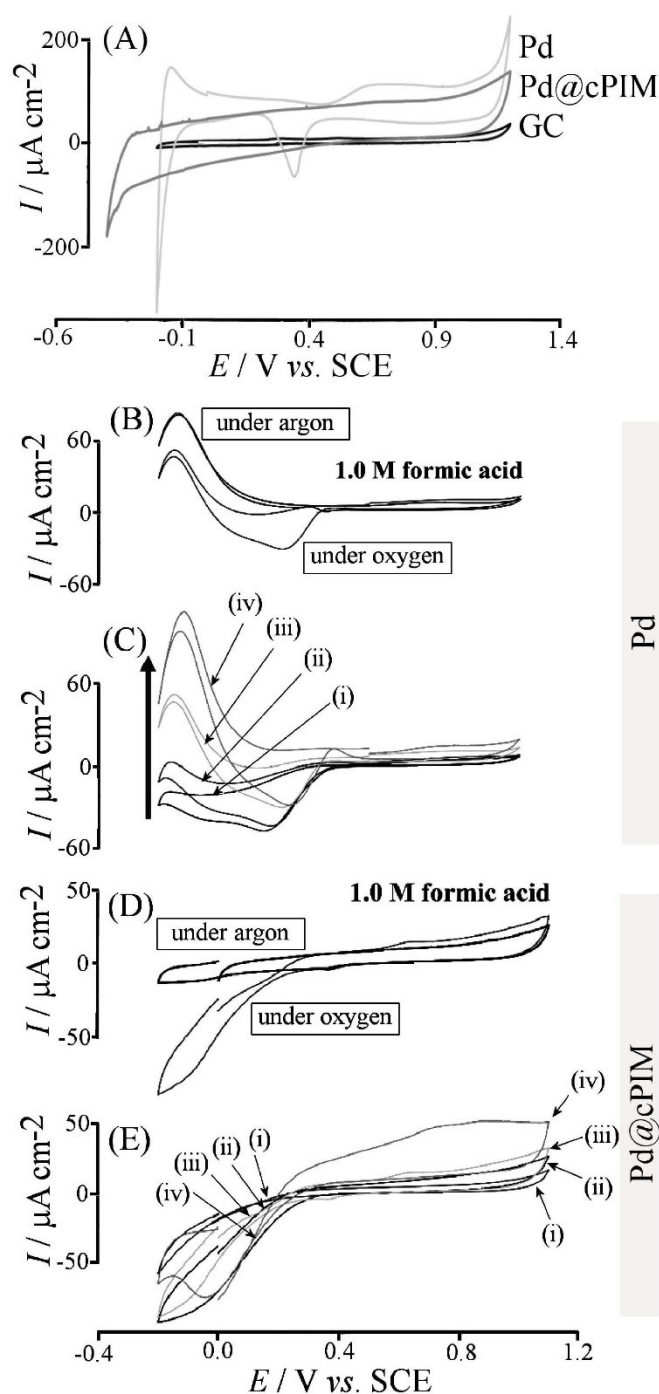 (A)
Pd
Pd@cPIM
GC
200
0
-200
I / μA cm-2
-0.6
-0.1
0.4
0.9
1.4
E / V vs. SCE
(B)
under argon
1.0 M formic acid
under oxygen
60
0
-60
I / μA cm-2
(C)
(iv)
(iii)
(ii)
(i)
60
0
-60
I / μA cm-2
Pd
(D)
1.0 M formic acid
under argon
under oxygen
50
0
-50
I / μA cm-2
(E)
(i)
(ii)
(iii)
(iv)
(iv)
(iii)
(ii)
(i)
50
0
-50
I / μA cm-2
Pd@cPIM
-0.4
0.0
0.4
0.8
1.2
E / V vs. SCE